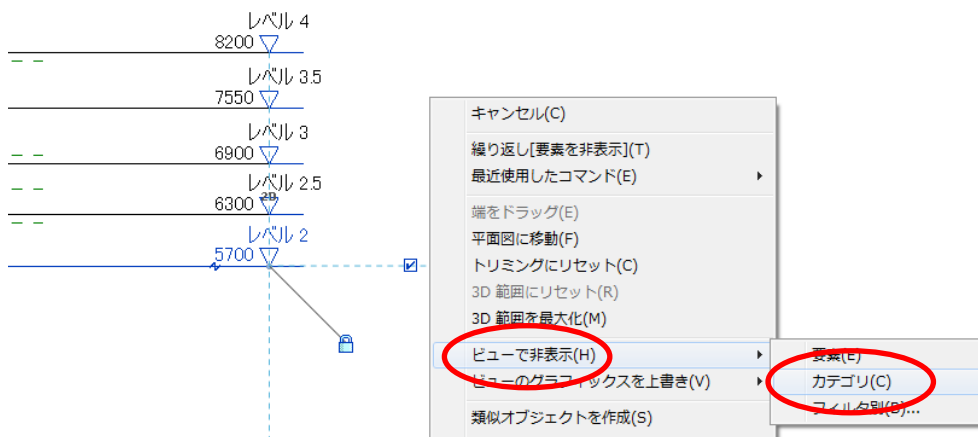 レベル 4
8200
レベル 3.5
7550
レベル 3
6900
レベル 2.5
2D
6300
レベル 2
5700
キャンセル(C)
繰り返し[要素を非表示](T)
最近使用したコマンド(E)
端をドラッグ(E)
平面図に移動(F)
トリミングにリセット(C)
3D 範囲にリセット(R)
3D 範囲を最大化(M)
ビューで非表示(H)
ビューのグラフィックスを上書き(V)
類似オブジェクトを作成(S)
要素(E)
カテゴリ(C)
フィルタ別(B)...